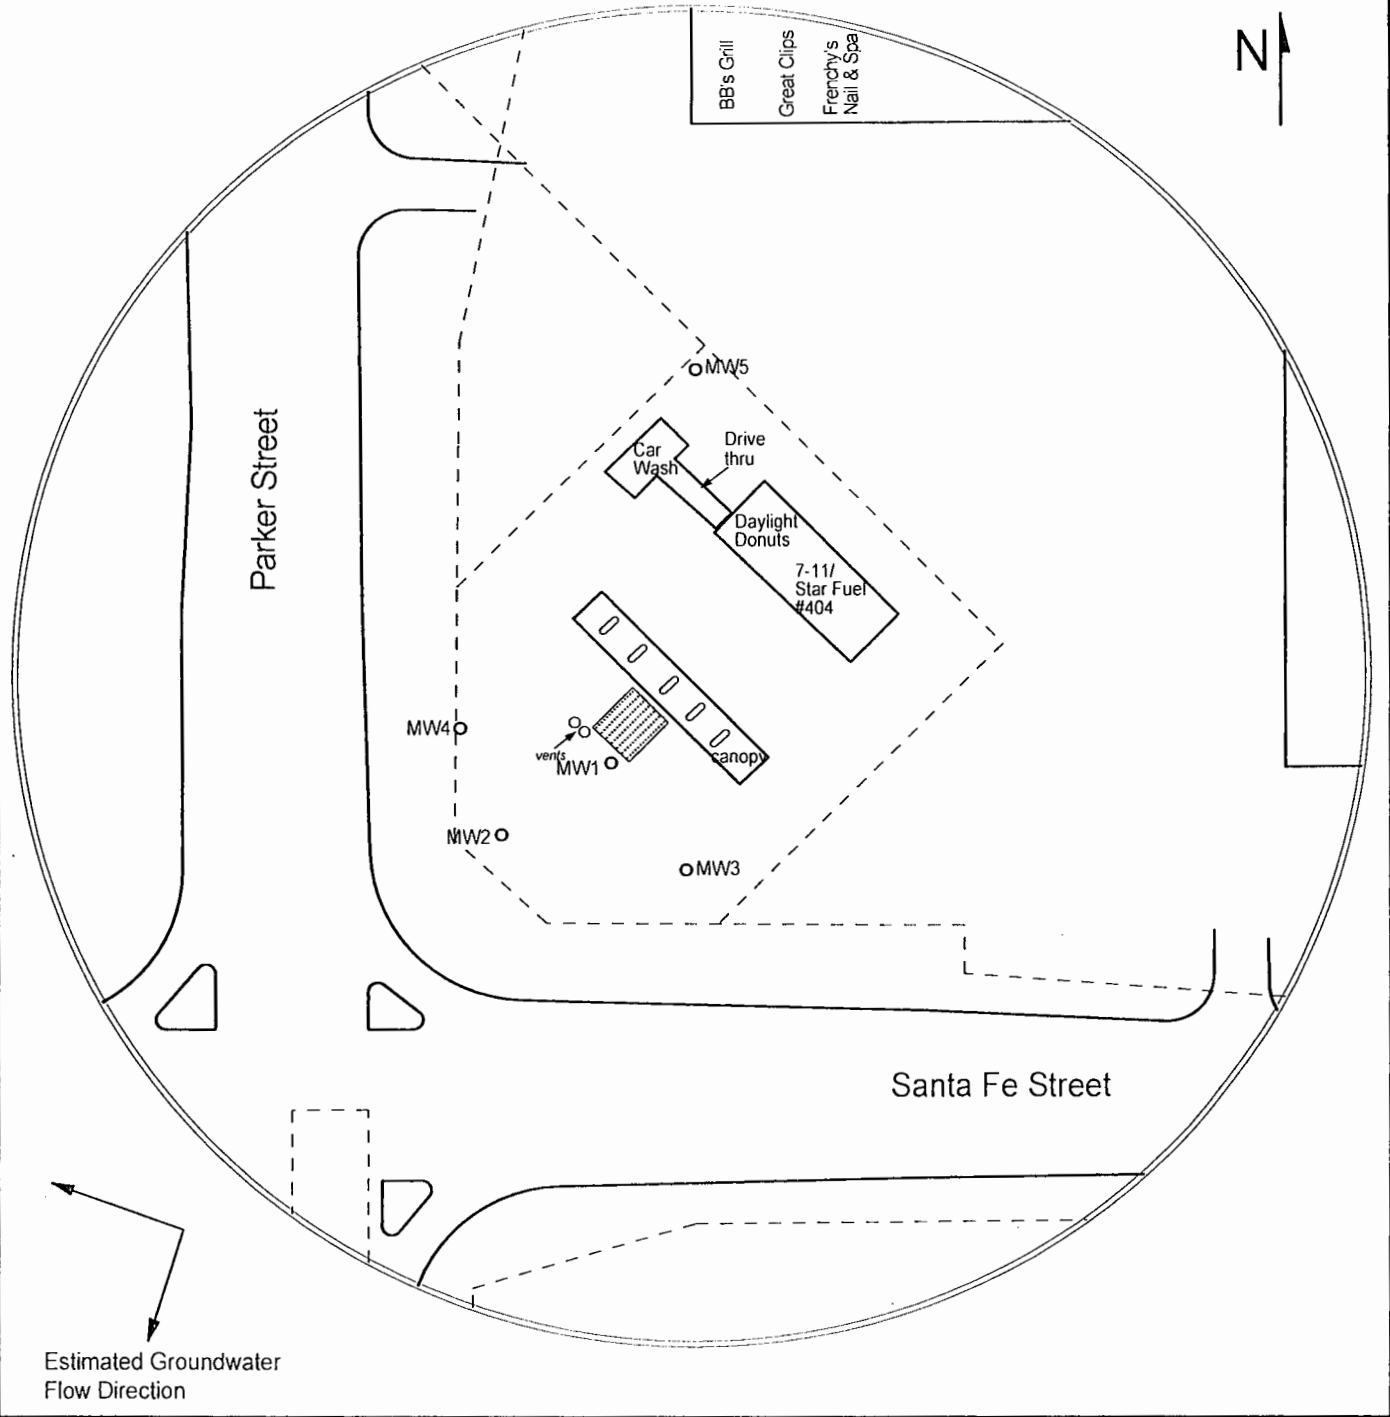 BB's Grill
Great Clips
Frenchy's
Nail & Spa
N
MW5
Drive
thru
Car
Wash
Parker Street
Daylight
Donuts
7-11/
Star Fuel
#404
MW4
vents
MW1
canopy
MW2
MW3
Santa Fe Street
Estimated Groundwater
Flow Direction